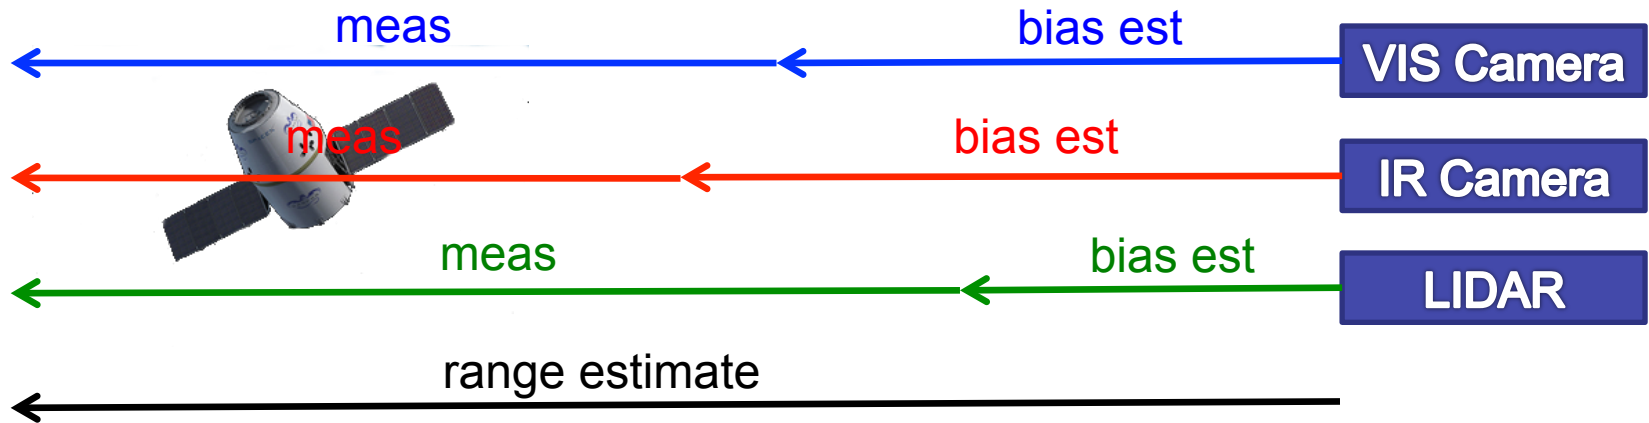 meas bias est VIS Camera
meas bias est IR Camera
meas bias est LIDAR
range estimate